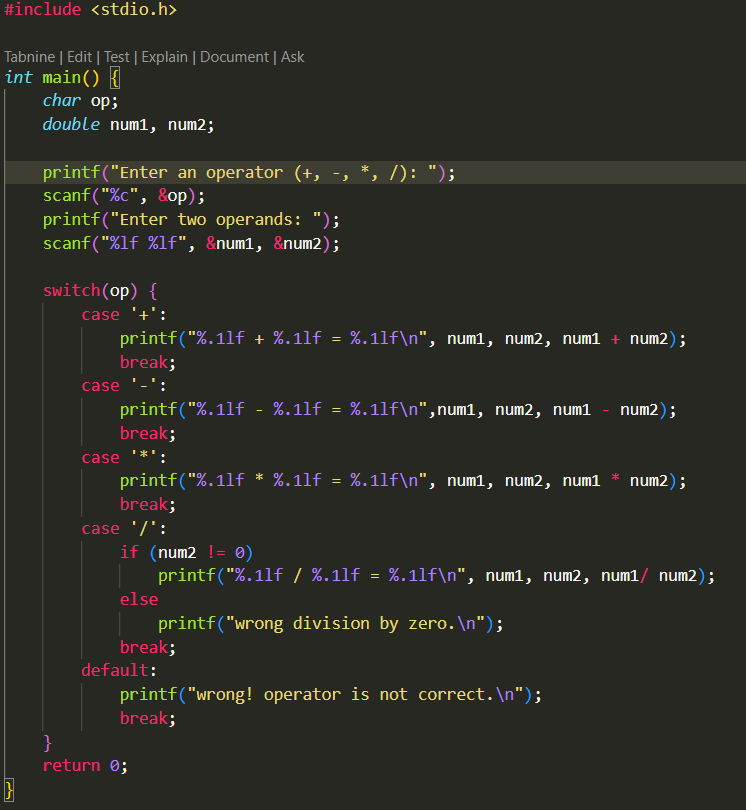 #include <stdio.h>
Tabnine | Edit | Test | Explain | Document | Ask
int main() {
    char op;
    double num1, num2;

    printf("Enter an operator (+, -, *, /): ");
    scanf("%c", &op);
    printf("Enter two operands: ");
    scanf("%lf %lf", &num1, &num2);

    switch(op) {
        case '+':
            printf("%.1lf + %.1lf = %.1lf\n", num1, num2, num1 + num2);
            break;
        case '-':
            printf("%.1lf - %.1lf = %.1lf\n",num1, num2, num1 - num2);
            break;
        case '*':
            printf("%.1lf * %.1lf = %.1lf\n", num1, num2, num1 * num2);
            break;
        case '/':
            if (num2 != 0)
                printf("%.1lf / %.1lf = %.1lf\n", num1, num2, num1/ num2);
            else
                printf("wrong division by zero.\n");
            break;
        default:
            printf("wrong! operator is not correct.\n");
            break;
    }
    return 0;
}